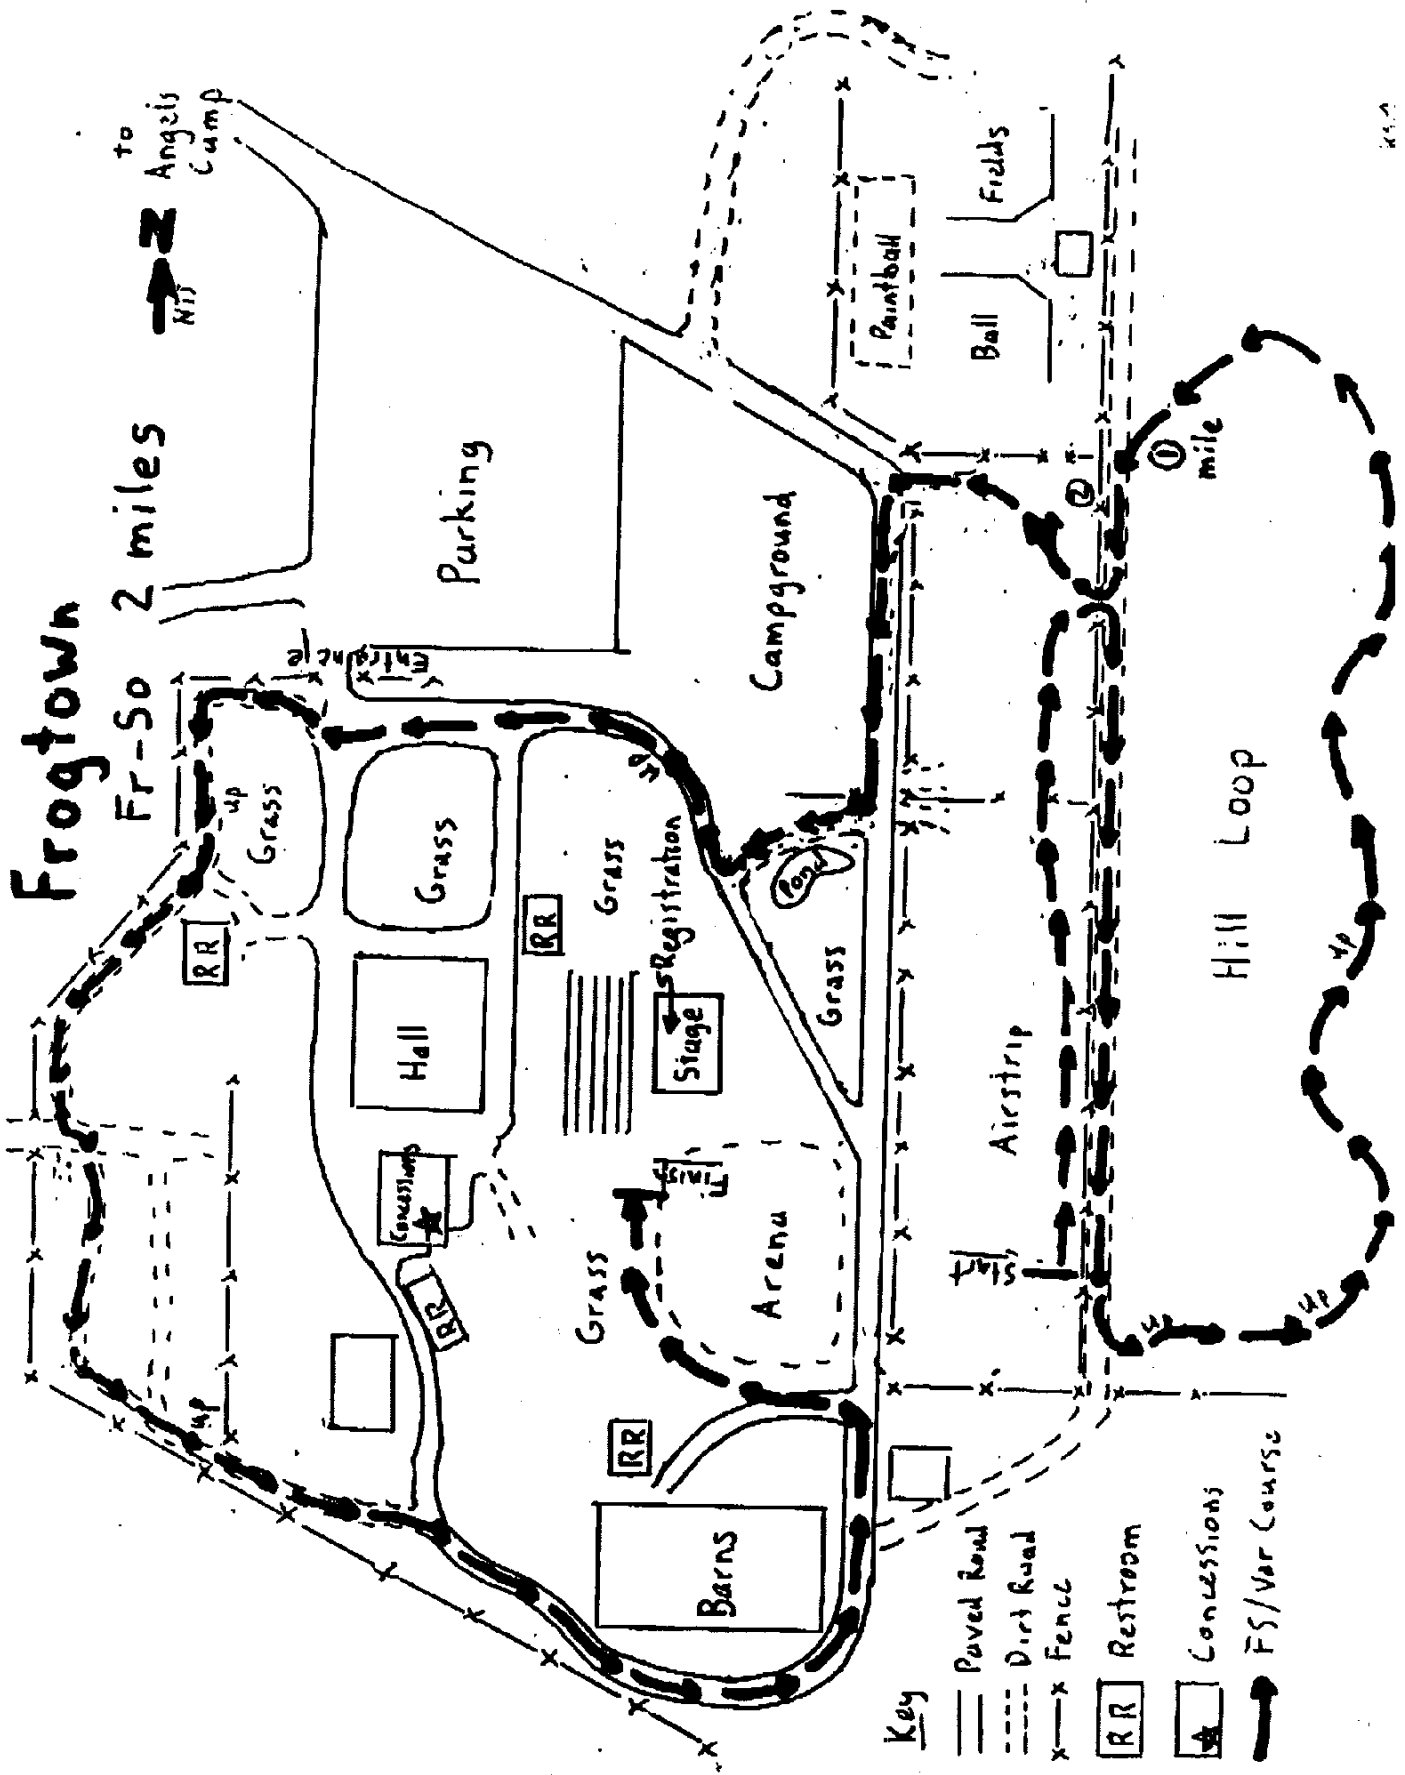 Frogtown
Fr-So 2 miles
N
to
Angels
Camp
Parking
Entrance
up
Grass
Grass
RR
Hall
RR
Grass
Registration
Stage
up
Campground
Pond
Grass
Concessions
RR
Grass
Finish
Arena
RR
Barns
up
Paintball
Ball Fields
Airstrip
Start
2
1
mile
Hill Loop
up
up
up
Key
Paved Road
Dirt Road
Fence
RR Restroom
Concessions
FS/Var Course